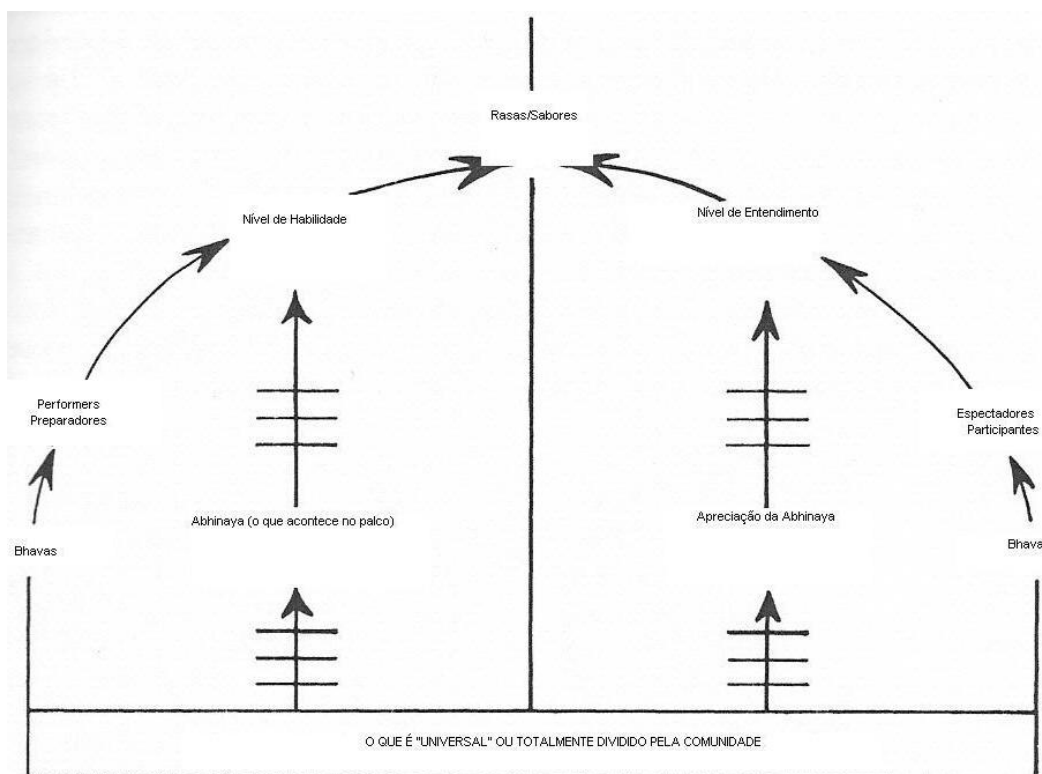 Rasas/Sabores
Nível de Habilidade
Nível de Entendimento
Performers
Preparadores
Espectadores
Participantes
Abhinaya (o que acontece no palco)
Apreciação da Abhinaya
Bhavas
Bhava
O QUE É "UNIVERSAL" OU TOTALMENTE DIVIDIDO PELA COMUNIDADE